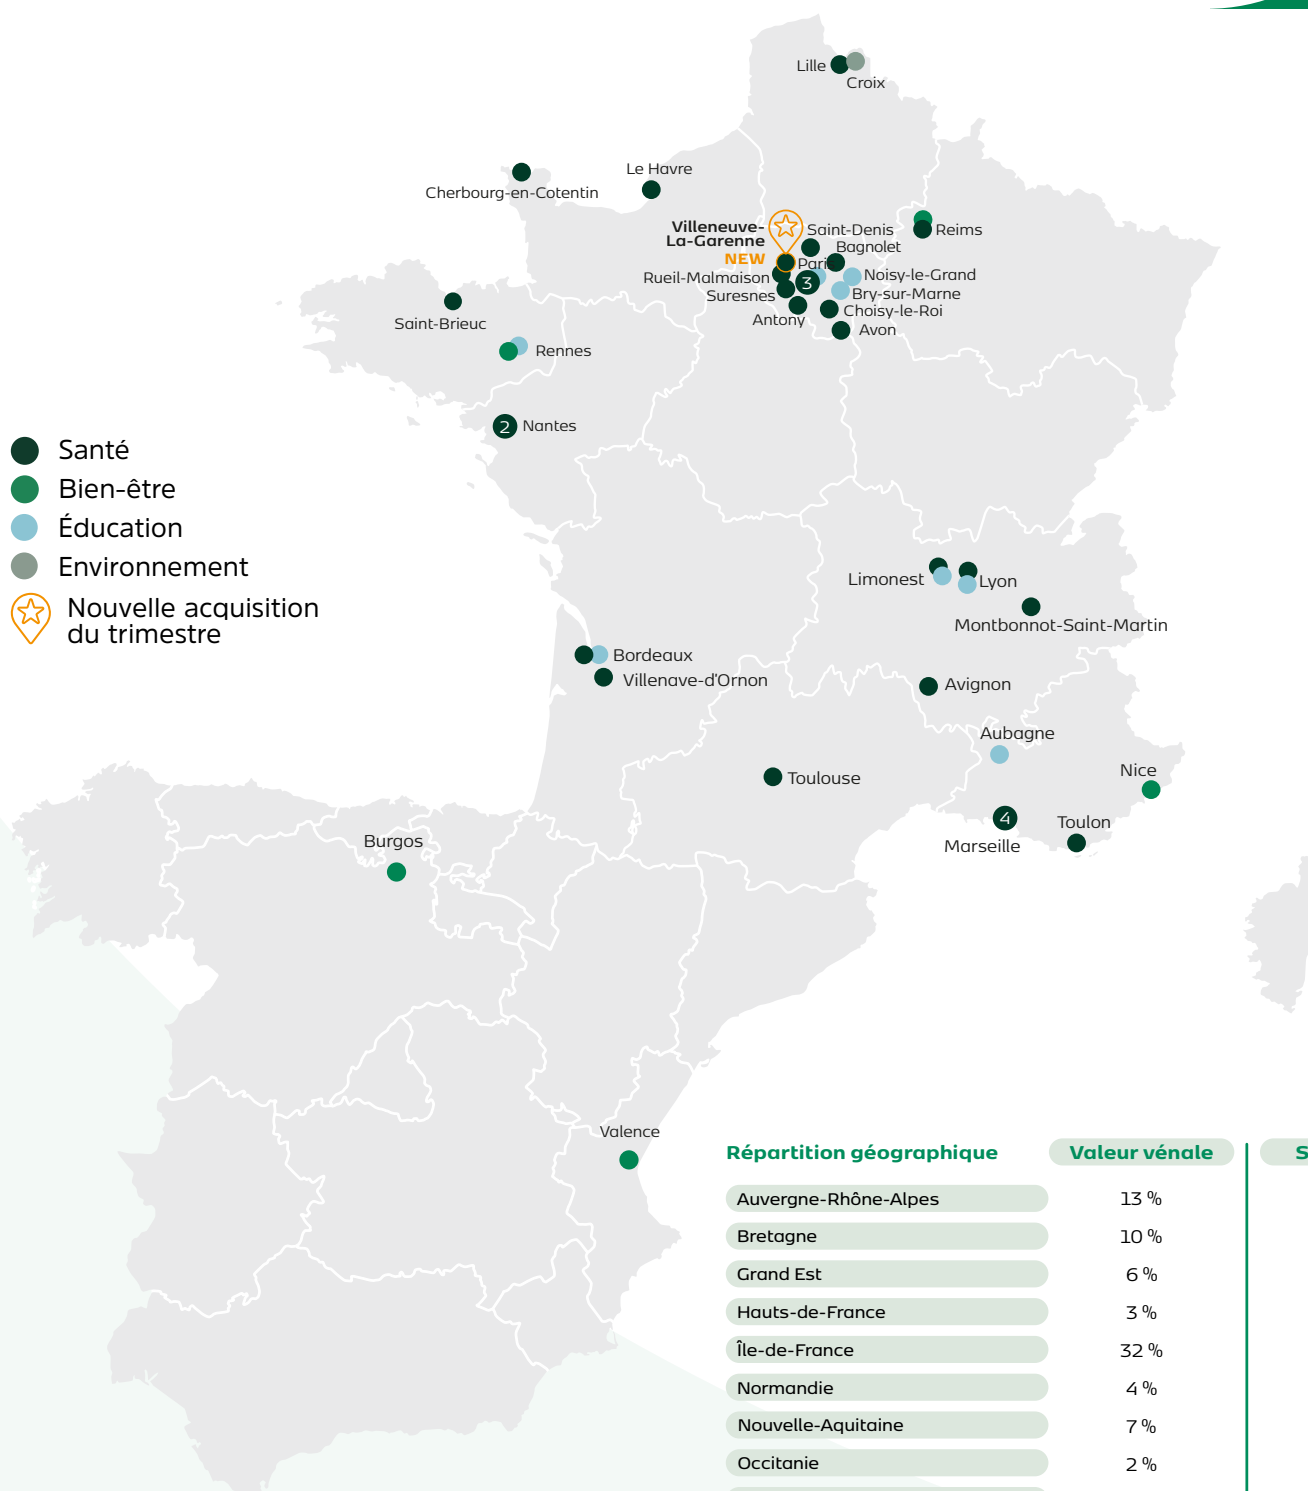 Lille
Croix
Le Havre
Cherbourg-en-Cotentin
Villeneuve-
La-Garenne
NEW
Saint-Denis
Bagnolet
Reims
Paris
3
Rueil-Malmaison
Noisy-le-Grand
Suresnes
Bry-sur-Marne
Choisy-le-Roi
Antony
Avon
Saint-Brieuc
Rennes
2 Nantes
Santé
Bien-être
Éducation
Environnement
Nouvelle acquisition
du trimestre
Limonest
Lyon
Montbonnot-Saint-Martin
Bordeaux
Villenave-d'Ornon
Avignon
Aubagne
Toulouse
Nice
4
Marseille
Toulon
Burgos
Valence
Répartition géographique Valeur vénale S
Auvergne-Rhône-Alpes 13 %
Bretagne 10 %
Grand Est 6 %
Hauts-de-France 3 %
Île-de-France 32 %
Normandie 4 %
Nouvelle-Aquitaine 7 %
Occitanie 2 %